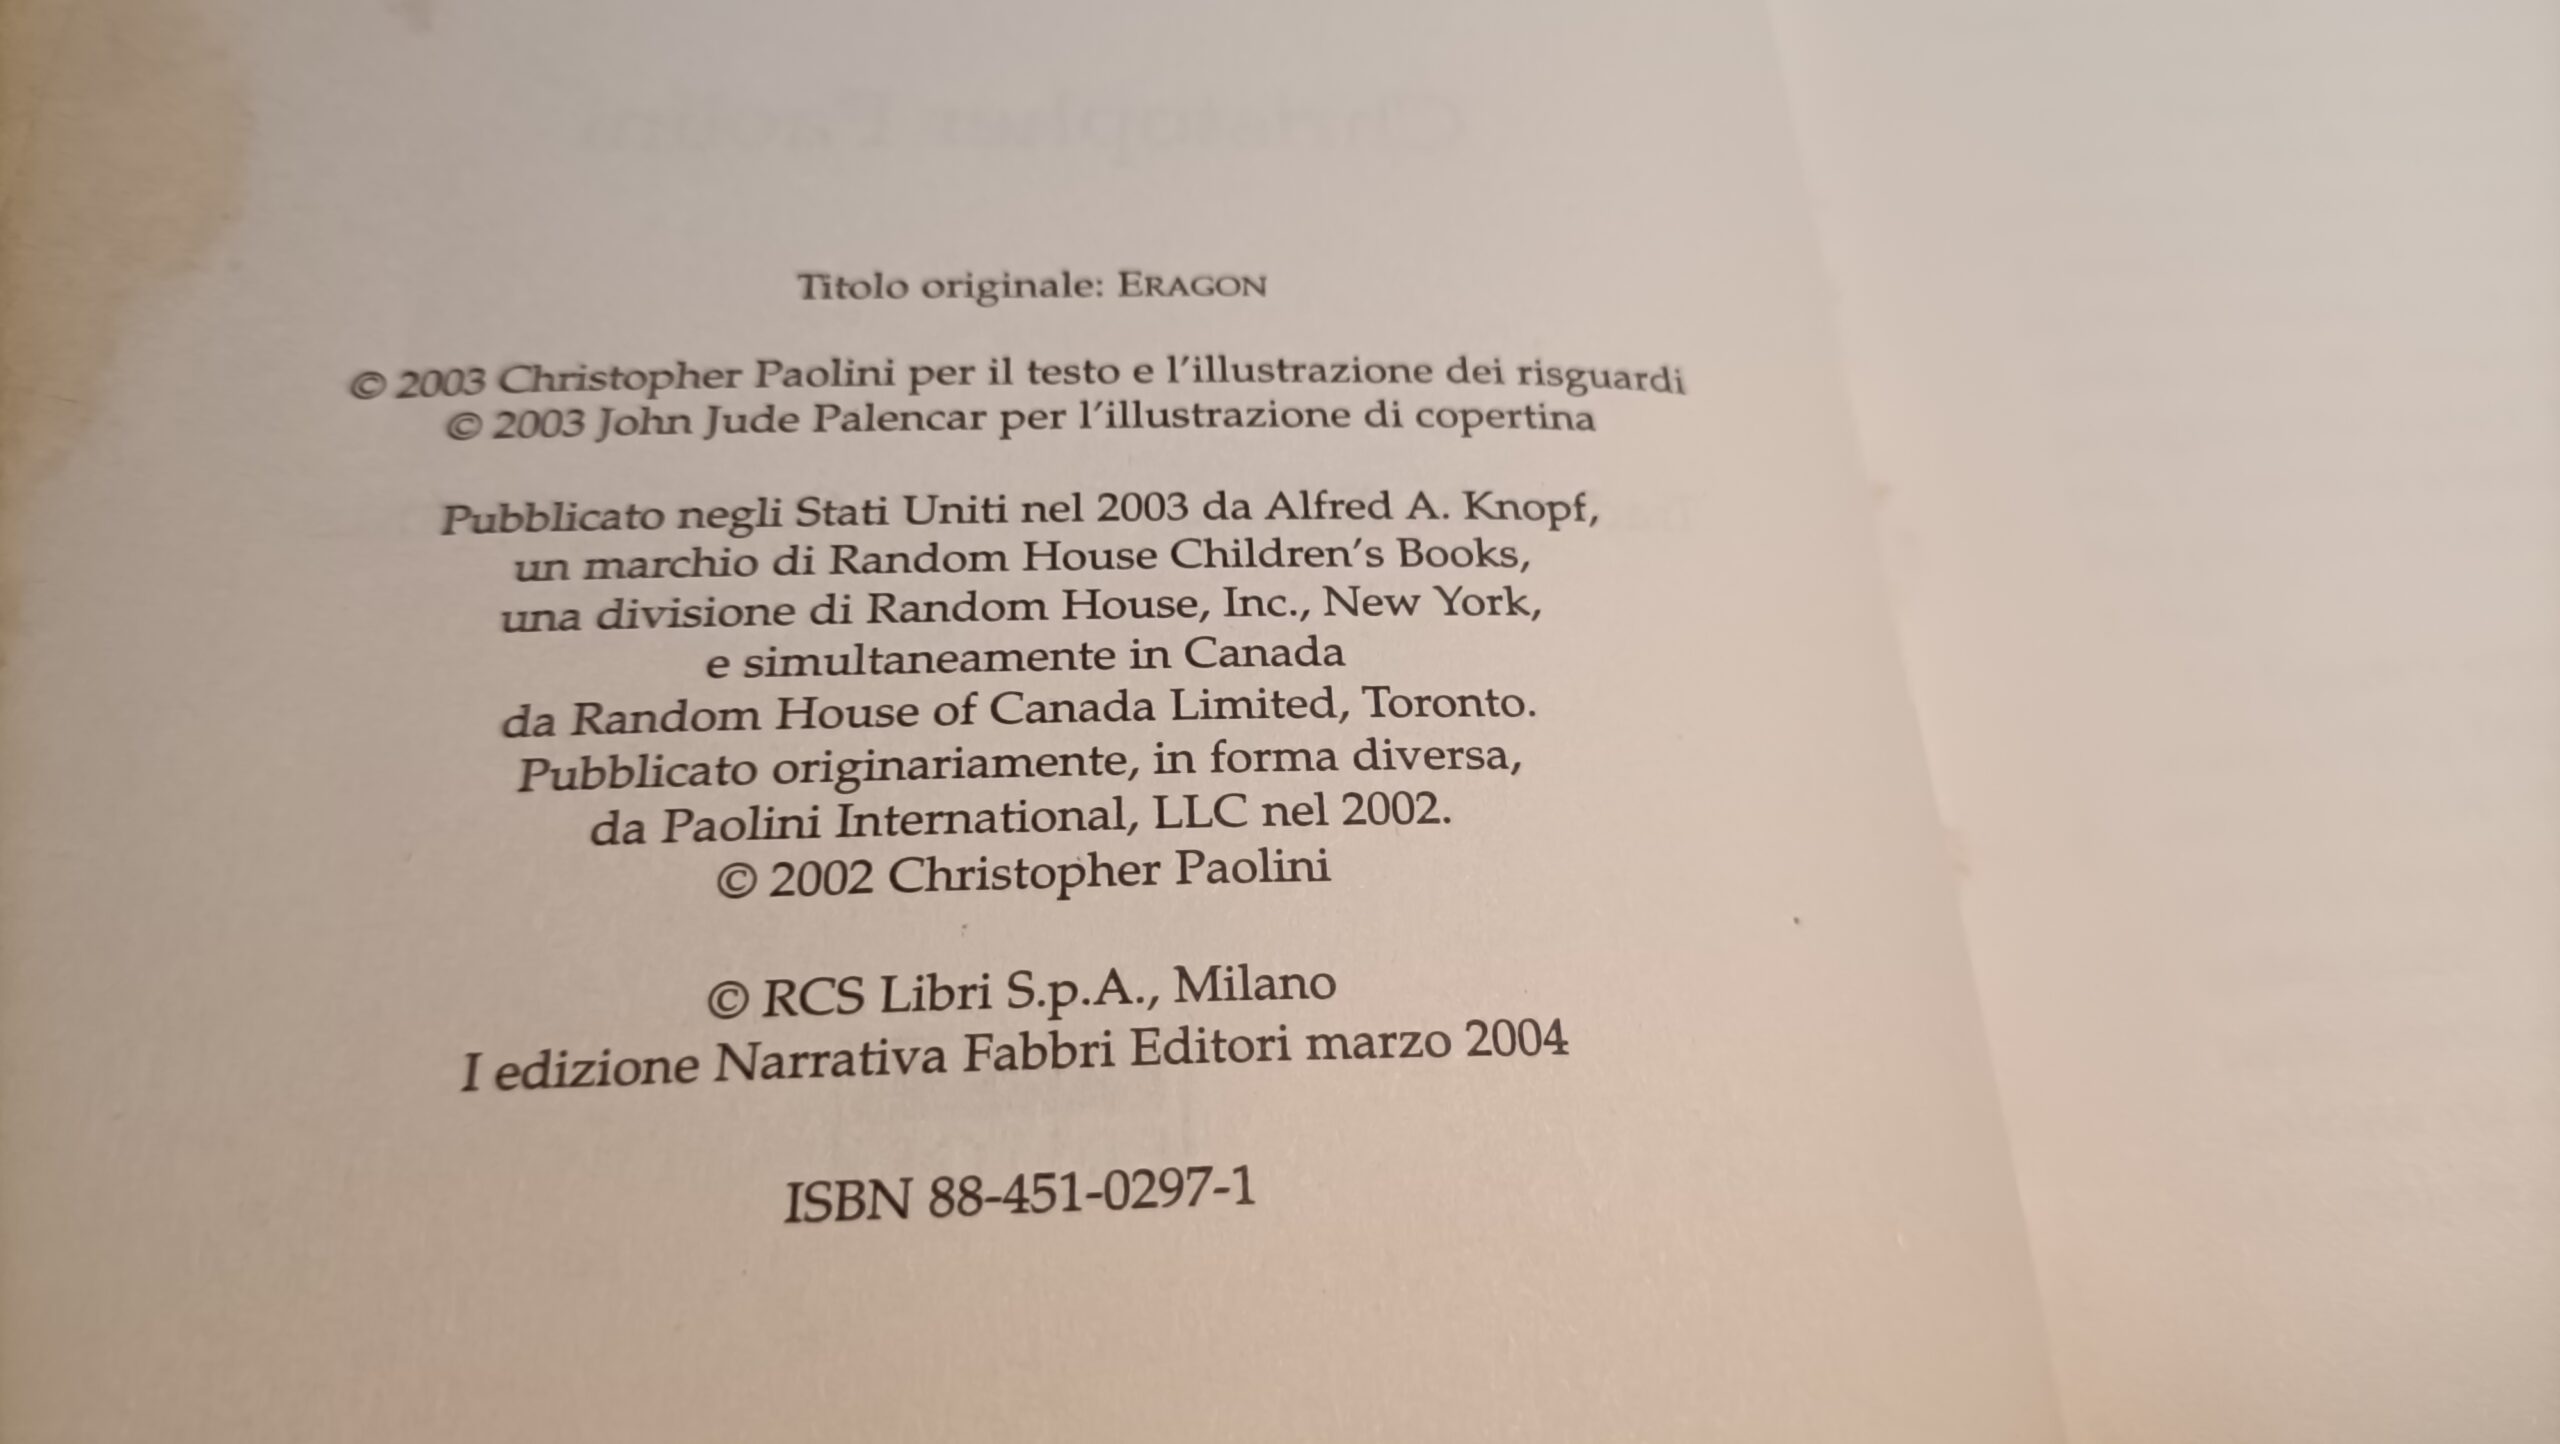 Titolo originale: ERAGON
© 2003 Christopher Paolini per il testo e l'illustrazione dei risguardi
© 2003 John Jude Palencar per l'illustrazione di copertina
Pubblicato negli Stati Uniti nel 2003 da Alfred A. Knopf,
un marchio di Random House Children's Books,
una divisione di Random House, Inc., New York,
e simultaneamente in Canada
da Random House of Canada Limited, Toronto.
Pubblicato originariamente, in forma diversa,
da Paolini International, LLC nel 2002.
© 2002 Christopher Paolini
© RCS Libri S.p.A., Milano
I edizione Narrativa Fabbri Editori marzo 2004
ISBN 88-451-0297-1